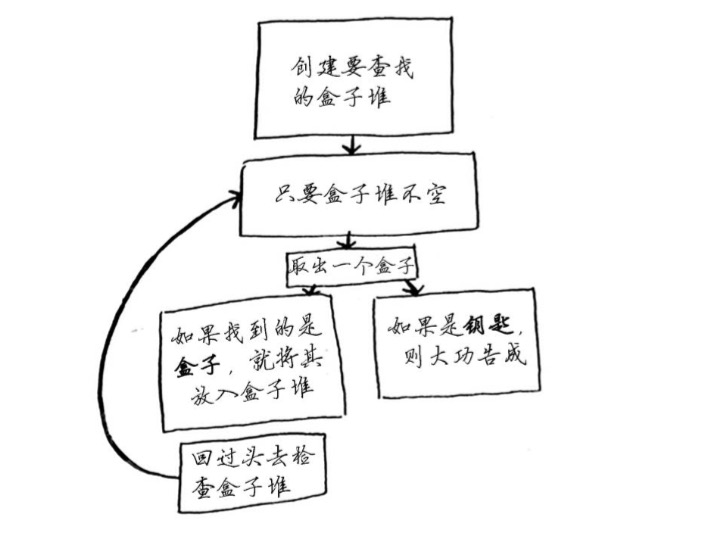 创建要查找
的盒子堆
只要盒子堆不空
取出一个盒子
如果找到的是
盒子，就将其
放入盒子堆
如果是钥匙，
则大功告成
回过头去检
查盒子堆